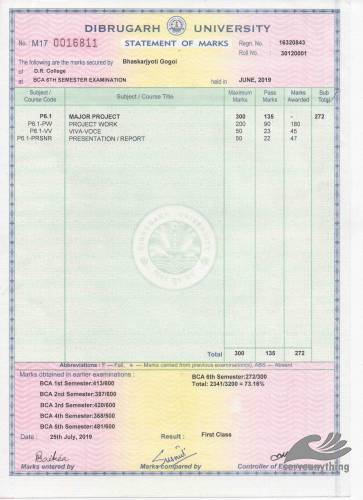 DIBRUGARH UNIVERSITY
No. M17 0016811 STATEMENT OF MARKS Regn. No. 16320843
Roll No. 30120001
The following are the marks secured by Bhaskarjyoti Gogoi
of D.R. College
at BCA 6TH SEMESTER EXAMINATION held in JUNE, 2019
Subject / Course Code Subject / Course Title Maximum Marks Pass Marks Marks Awarded Sub Total
P6.1 MAJOR PROJECT 300 135 - 272
P6.1-PW PROJECT WORK 200 90 180
P6.1-VV VIVA-VOCE 50 23 45
P6.1-PRSNR PRESENTATION / REPORT 50 22 47
DIBRUGARH UNIVERSITY
Total 300 135 272
Abbreviations : F — Fail, * — Marks carried from previous examination(s), ABS — Absent
Marks obtained in earlier examinations :
BCA 1st Semester:413/600 BCA 6th Semester:272/300
BCA 2nd Semester:387/600 Total: 2341/3200 = 73.16%
BCA 3rd Semester:420/600
BCA 4th Semester:368/500
BCA 5th Semester:481/600
Date : 25th July, 2019 Result : First Class
Marks entered by Marks compared by Controller of
serveanything